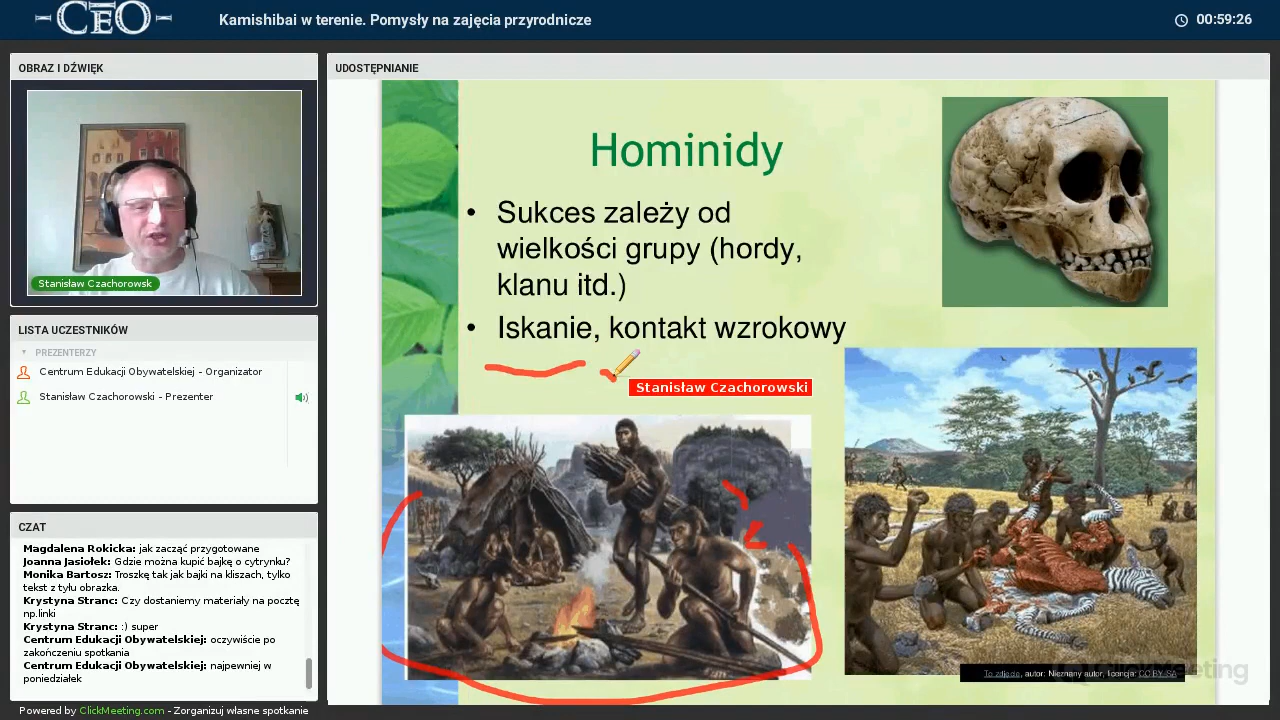 CEO
Kamishibai w terenie. Pomysły na zajęcia przyrodnicze
00:59:26
OBRAZ I DŹWIĘK
Stanisław Czachorowsk
LISTA UCZESTNIKÓW
PREZENTERZY
Centrum Edukacji Obywatelskiej - Organizator
Stanisław Czachorowski - Prezenter
CZAT
Magdalena Rokicka: jak zacząć przygotowane
Joanna Jasiołek: Gdzie można kupić bajkę o cytrynku?
Monika Bartosz: Troszkę tak jak bajki na kliszach, tylko
tekst z tyłu obrazka.
Krystyna Stranc: Czy dostaniemy materiały na pocztę
np.linki
Krystyna Stranc: :) super
Centrum Edukacji Obywatelskiej: oczywiście po
zakończeniu spotkania
Centrum Edukacji Obywatelskiej: najpewniej w
poniedziałek
Powered by ClickMeeting.com - Zorganizuj własne spotkanie
UDOSTĘPNIANIE
Hominidy
• Sukces zależy od
wielkości grupy (hordy,
klanu itd.)
• Iskanie, kontakt wzrokowy
Stanisław Czachorowski
To zdjęcie, autor: Nieznany autor, licencja: CC BY-SA